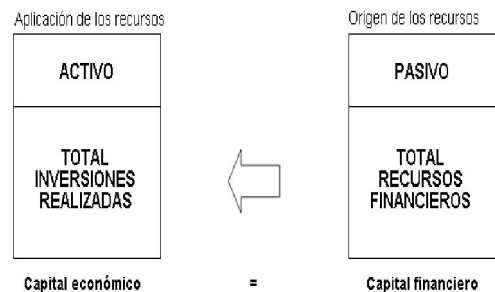 Aplicación de los recursos
Origen de los recursos
ACTIVO
PASIVO
TOTAL
INVERSIONES
REALIZADAS
TOTAL
RECURSOS
FINANCIEROS
Capital económico = Capital financiero